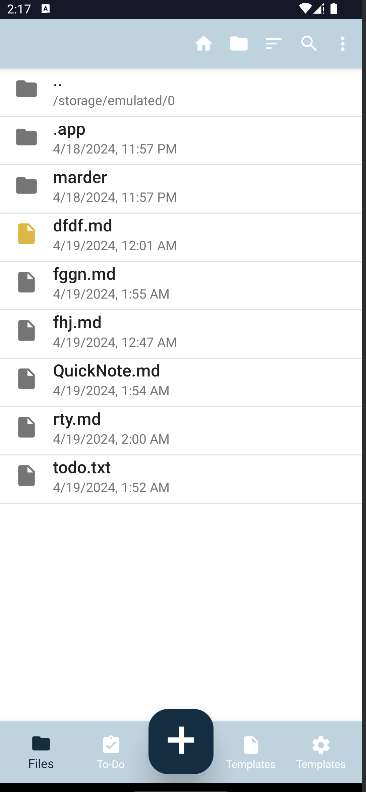 2:17 A
..
/storage/emulated/0
.app
4/18/2024, 11:57 PM
marder
4/18/2024, 11:57 PM
dfdf.md
4/19/2024, 12:01 AM
fggn.md
4/19/2024, 1:55 AM
fhj.md
4/19/2024, 12:47 AM
QuickNote.md
4/19/2024, 1:54 AM
rty.md
4/19/2024, 2:00 AM
todo.txt
4/19/2024, 1:52 AM
Files To-Do Templates Templates